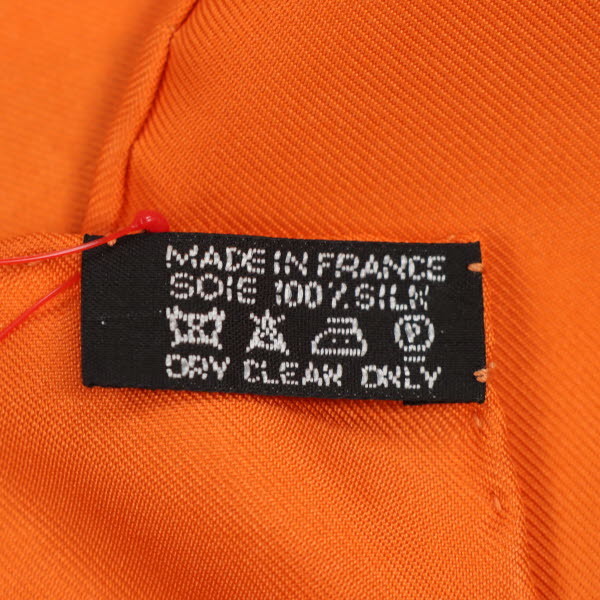 MADE IN FRANCE
SOIE 100% SILK
P
DRY CLEAN ONLY